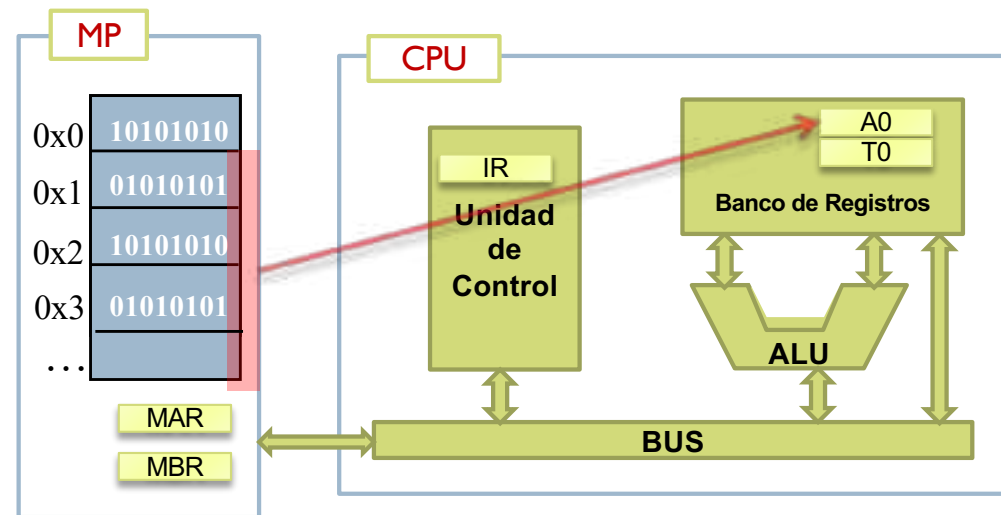 MP
0x0 10101010
0x1 01010101
0x2 10101010
0x3 01010101
…
MAR
MBR
CPU
IR
Unidad
de
Control
A0
T0
Banco de Registros
ALU
BUS